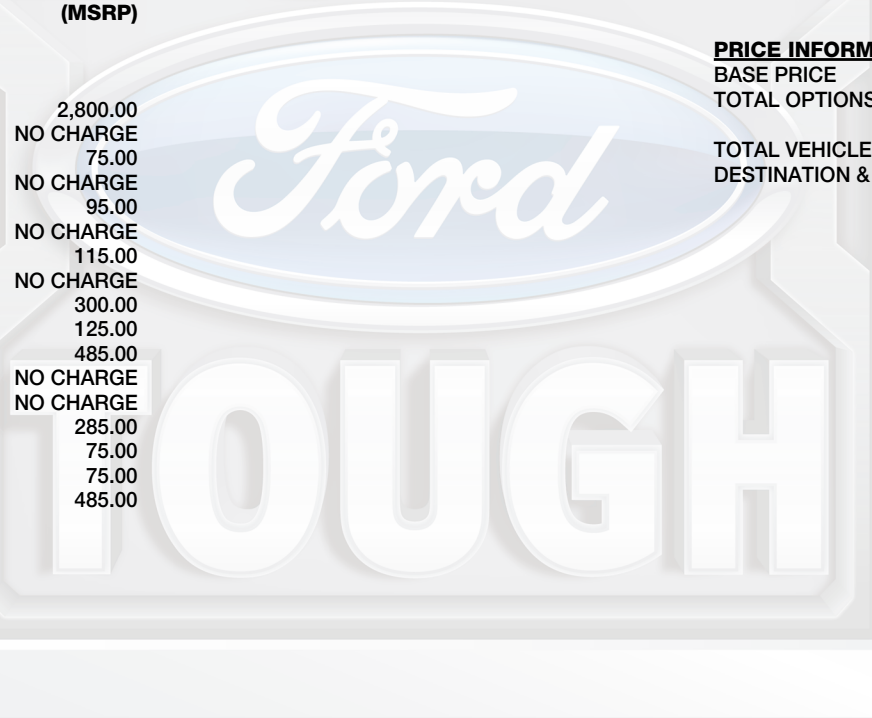 (MSRP)
2,800.00
NO CHARGE
75.00
NO CHARGE
95.00
NO CHARGE
115.00
NO CHARGE
300.00
125.00
485.00
NO CHARGE
NO CHARGE
285.00
75.00
75.00
485.00
PRICE INFORM
BASE PRICE
TOTAL OPTIONS
TOTAL VEHICLE
DESTINATION &
Ford
TOUGH